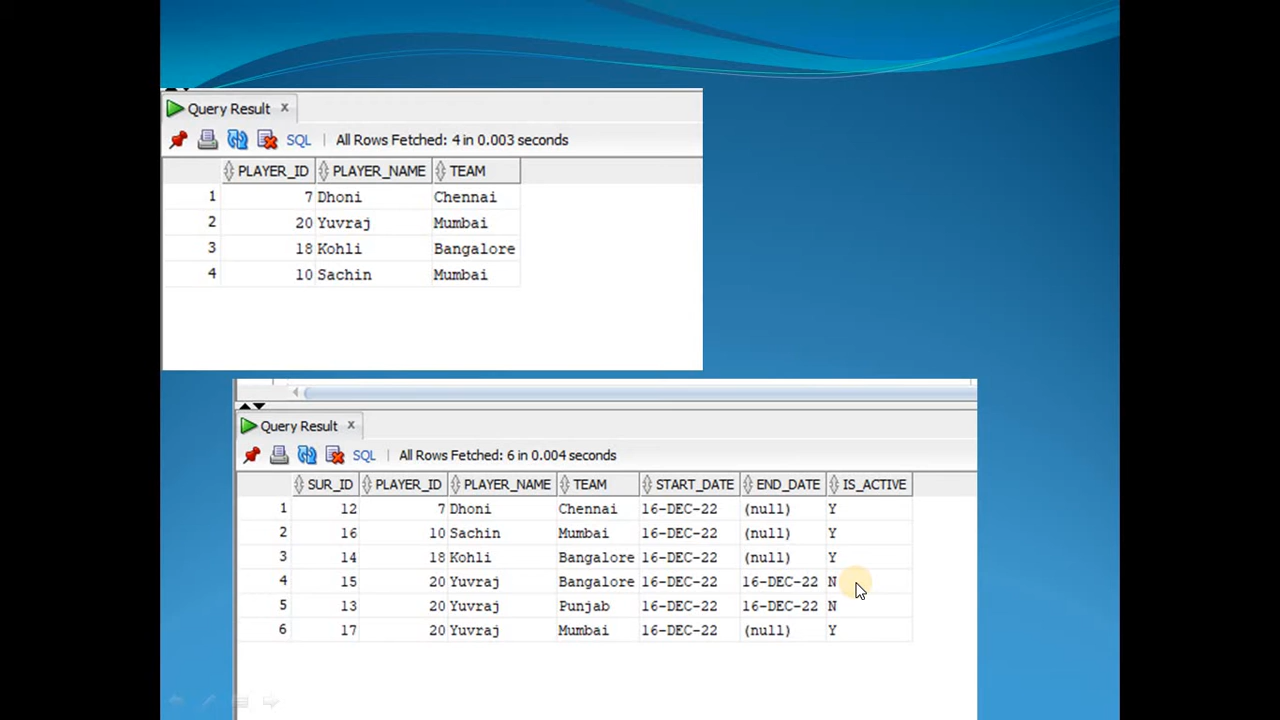 Query Result x
SQL | All Rows Fetched: 4 in 0.003 seconds
PLAYER_ID PLAYER_NAME TEAM
1 7 Dhoni Chennai
2 20 Yuvraj Mumbai
3 18 Kohli Bangalore
4 10 Sachin Mumbai
Query Result x
SQL | All Rows Fetched: 6 in 0.004 seconds
SUR_ID PLAYER_ID PLAYER_NAME TEAM START_DATE END_DATE IS_ACTIVE
1 12 7 Dhoni Chennai 16-DEC-22 (null) Y
2 16 10 Sachin Mumbai 16-DEC-22 (null) Y
3 14 18 Kohli Bangalore 16-DEC-22 (null) Y
4 15 20 Yuvraj Bangalore 16-DEC-22 16-DEC-22 N
5 13 20 Yuvraj Punjab 16-DEC-22 16-DEC-22 N
6 17 20 Yuvraj Mumbai 16-DEC-22 (null) Y